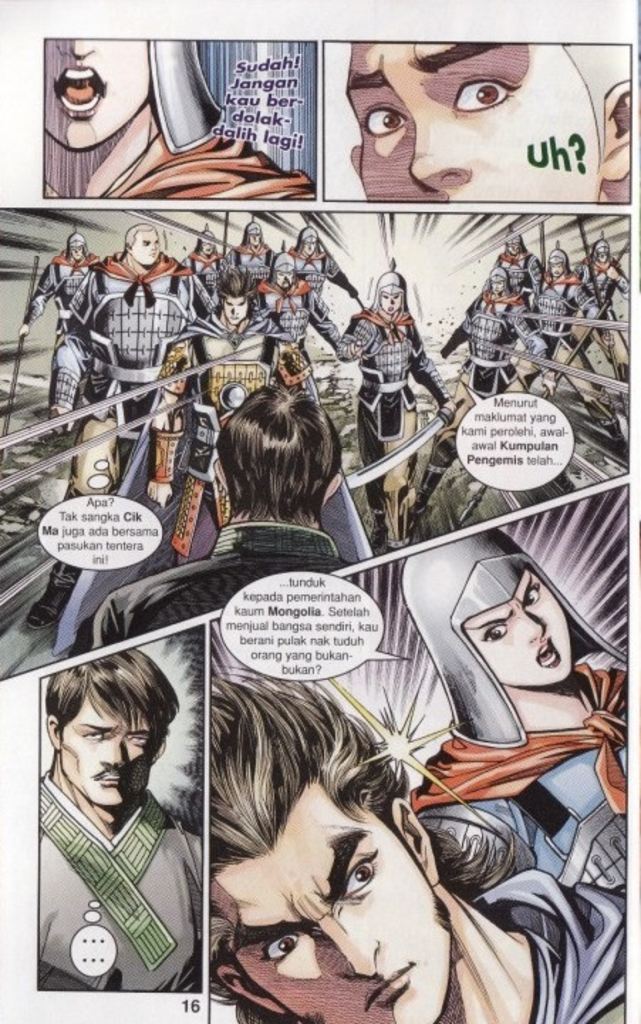 Sudah!
Jangan
kau ber-
dolak-
dalih lagi!
Uh?
Menurut
maklumat yang
kami perolehi, awal-
awal Kumpulan
Pengemis telah...
Apa?
Tak sangka Cik
Ma juga ada bersama
pasukan tentera
ini!
...tunduk
kepada pemerintahan
kaum Mongolia. Setelah
menjual bangsa sendiri, kau
berani pulak nak tuduh
orang yang bukan-
bukan?
...
...
16